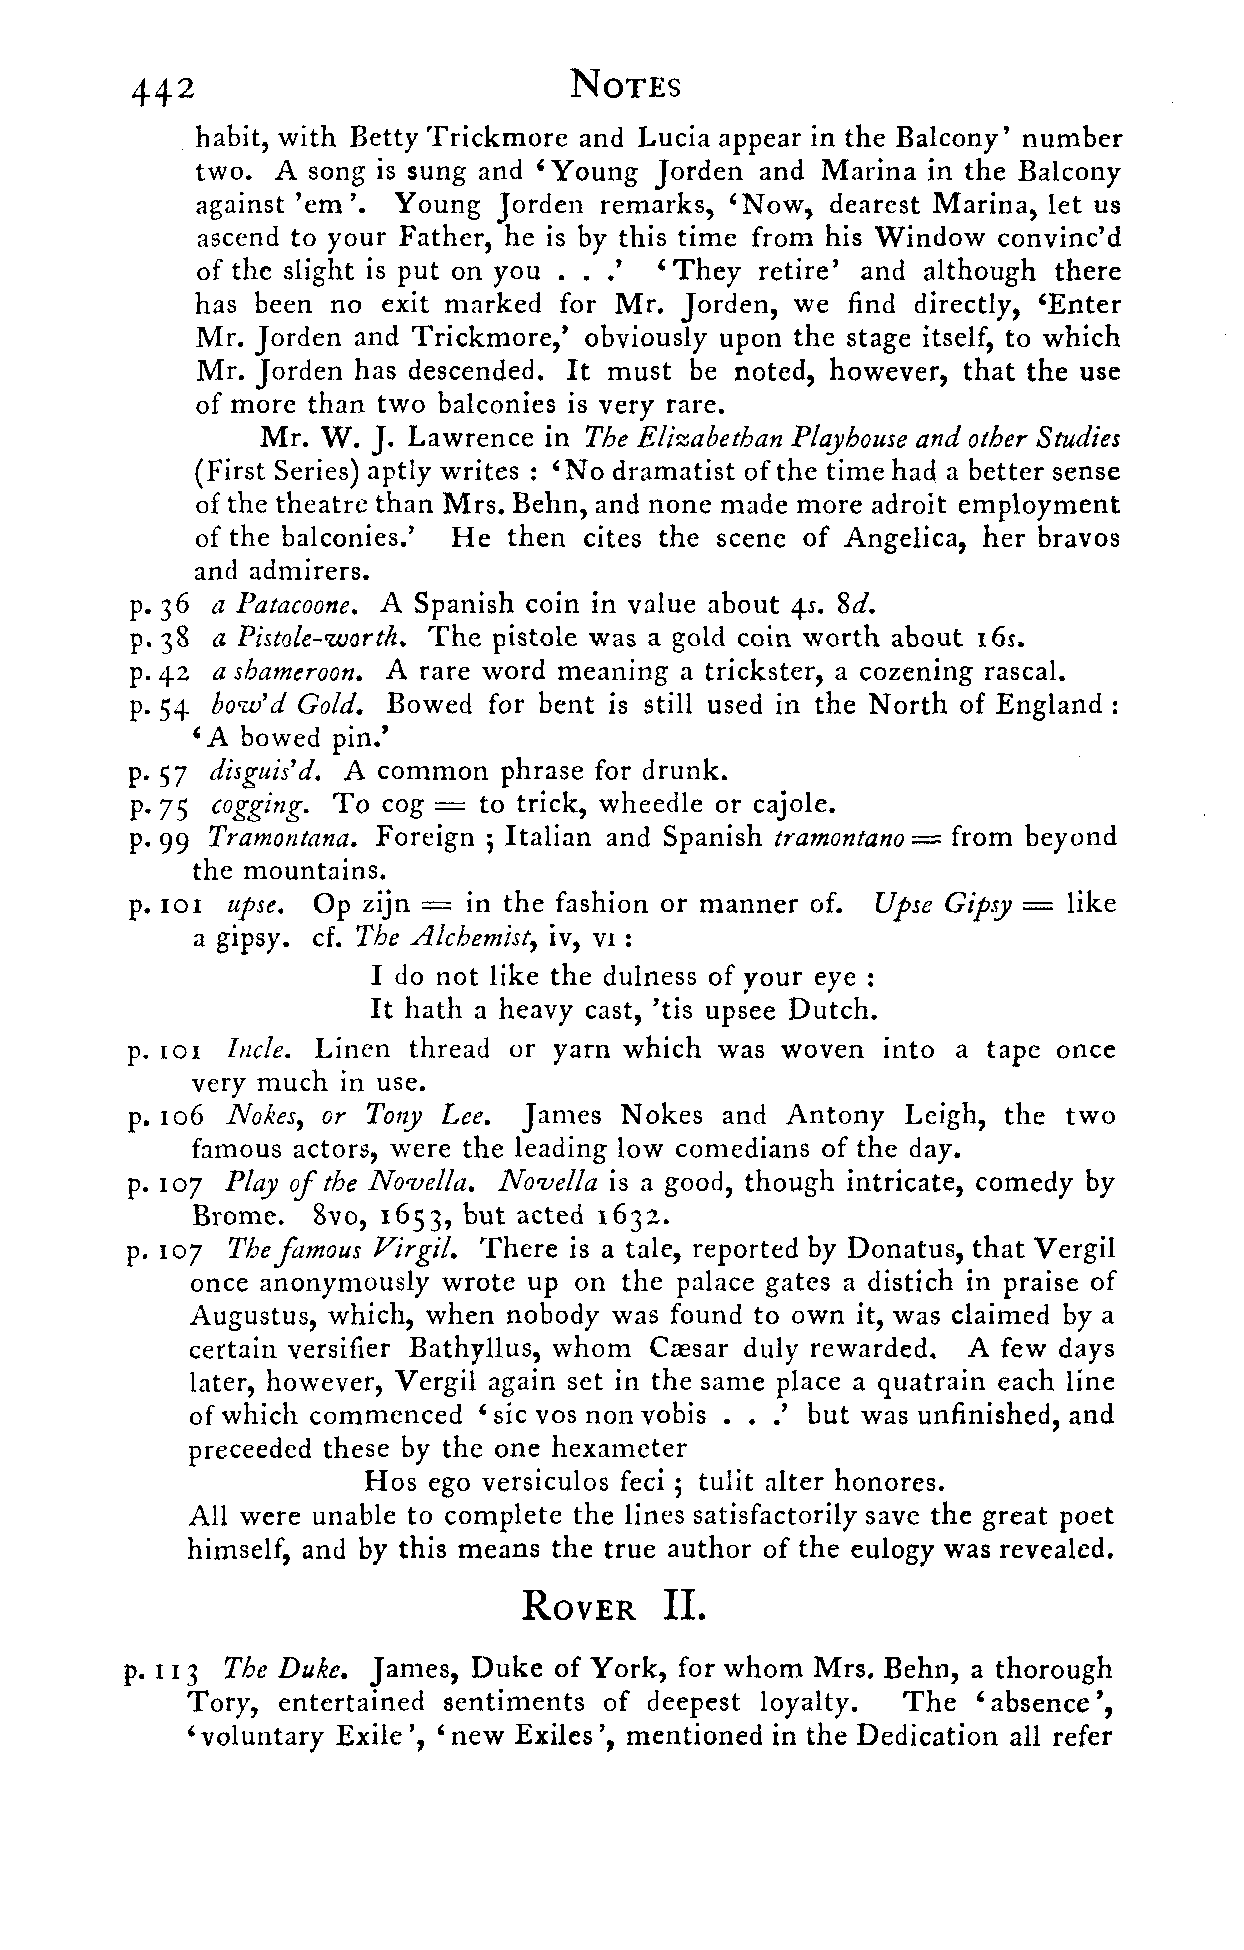 442 NOTES
habit, with Betty Trickmore and Lucia appear in the Balcony’ number
two. A song is sung and ‘Young Jorden and Marina in the Balcony
against ’em’. Young Jorden remarks, ‘Now, dearest Marina, let us
ascend to your Father, he is by this time from his Window convinc’d
of the slight is put on you . . .’ ‘They retire’ and although there
has been no exit marked for Mr. Jorden, we find directly, ‘Enter
Mr. Jorden and Trickmore,’ obviously upon the stage itself, to which
Mr. Jorden has descended. It must be noted, however, that the use
of more than two balconies is very rare.
Mr. W. J. Lawrence in The Elizabethan Playhouse and other Studies
(First Series) aptly writes : ‘No dramatist of the time had a better sense
of the theatre than Mrs. Behn, and none made more adroit employment
of the balconies.’ He then cites the scene of Angelica, her bravos
and admirers.
p. 36 a Patacoone. A Spanish coin in value about 4s. 8d.
p. 38 a Pistole-worth. The pistole was a gold coin worth about 16s.
p. 42 a shameroon. A rare word meaning a trickster, a cozening rascal.
p. 54 bow’d Gold. Bowed for bent is still used in the North of England :
‘A bowed pin.’
p. 57 disguis’d. A common phrase for drunk.
p. 75 cogging. To cog = to trick, wheedle or cajole.
p. 99 Tramontana. Foreign ; Italian and Spanish tramontano = from beyond
the mountains.
p. 101 upse. Op zijn = in the fashion or manner of. Upse Gipsy = like
a gipsy. cf. The Alchemist, iv, vi :
I do not like the dulness of your eye :
It hath a heavy cast, ’tis upsee Dutch.
p. 101 Incle. Linen thread or yarn which was woven into a tape once
very much in use.
p. 106 Nokes, or Tony Lee. James Nokes and Antony Leigh, the two
famous actors, were the leading low comedians of the day.
p. 107 Play of the Novella. Novella is a good, though intricate, comedy by
Brome. 8vo, 1653, but acted 1632.
p. 107 The famous Virgil. There is a tale, reported by Donatus, that Vergil
once anonymously wrote up on the palace gates a distich in praise of
Augustus, which, when nobody was found to own it, was claimed by a
certain versifier Bathyllus, whom Cæsar duly rewarded. A few days
later, however, Vergil again set in the same place a quatrain each line
of which commenced ‘sic vos non vobis . . .’ but was unfinished, and
preceeded these by the one hexameter
Hos ego versiculos feci ; tulit alter honores.
All were unable to complete the lines satisfactorily save the great poet
himself, and by this means the true author of the eulogy was revealed.
ROVER II.
p. 113 The Duke. James, Duke of York, for whom Mrs. Behn, a thorough
Tory, entertained sentiments of deepest loyalty. The ‘absence’,
‘voluntary Exile’, ‘new Exiles’, mentioned in the Dedication all refer